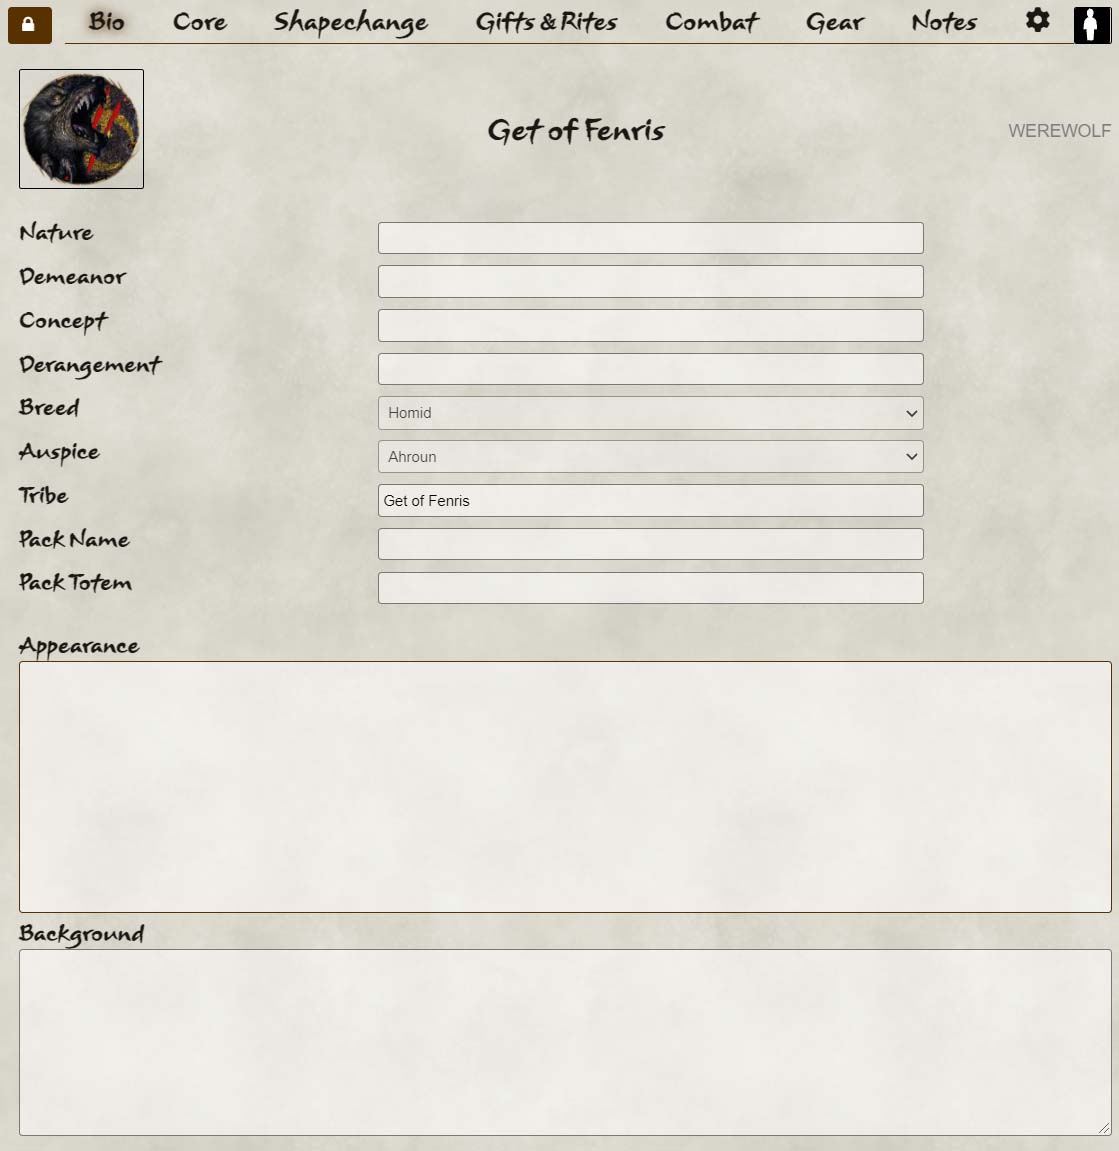 Bio Core Shapechange Gifts & Rites Combat Gear Notes
Get of Fenris
WEREWOLF
Nature
Demeanor
Concept
Derangement
Breed Homid
Auspice Ahroun
Tribe Get of Fenris
Pack Name
Pack Totem
Appearance
Background